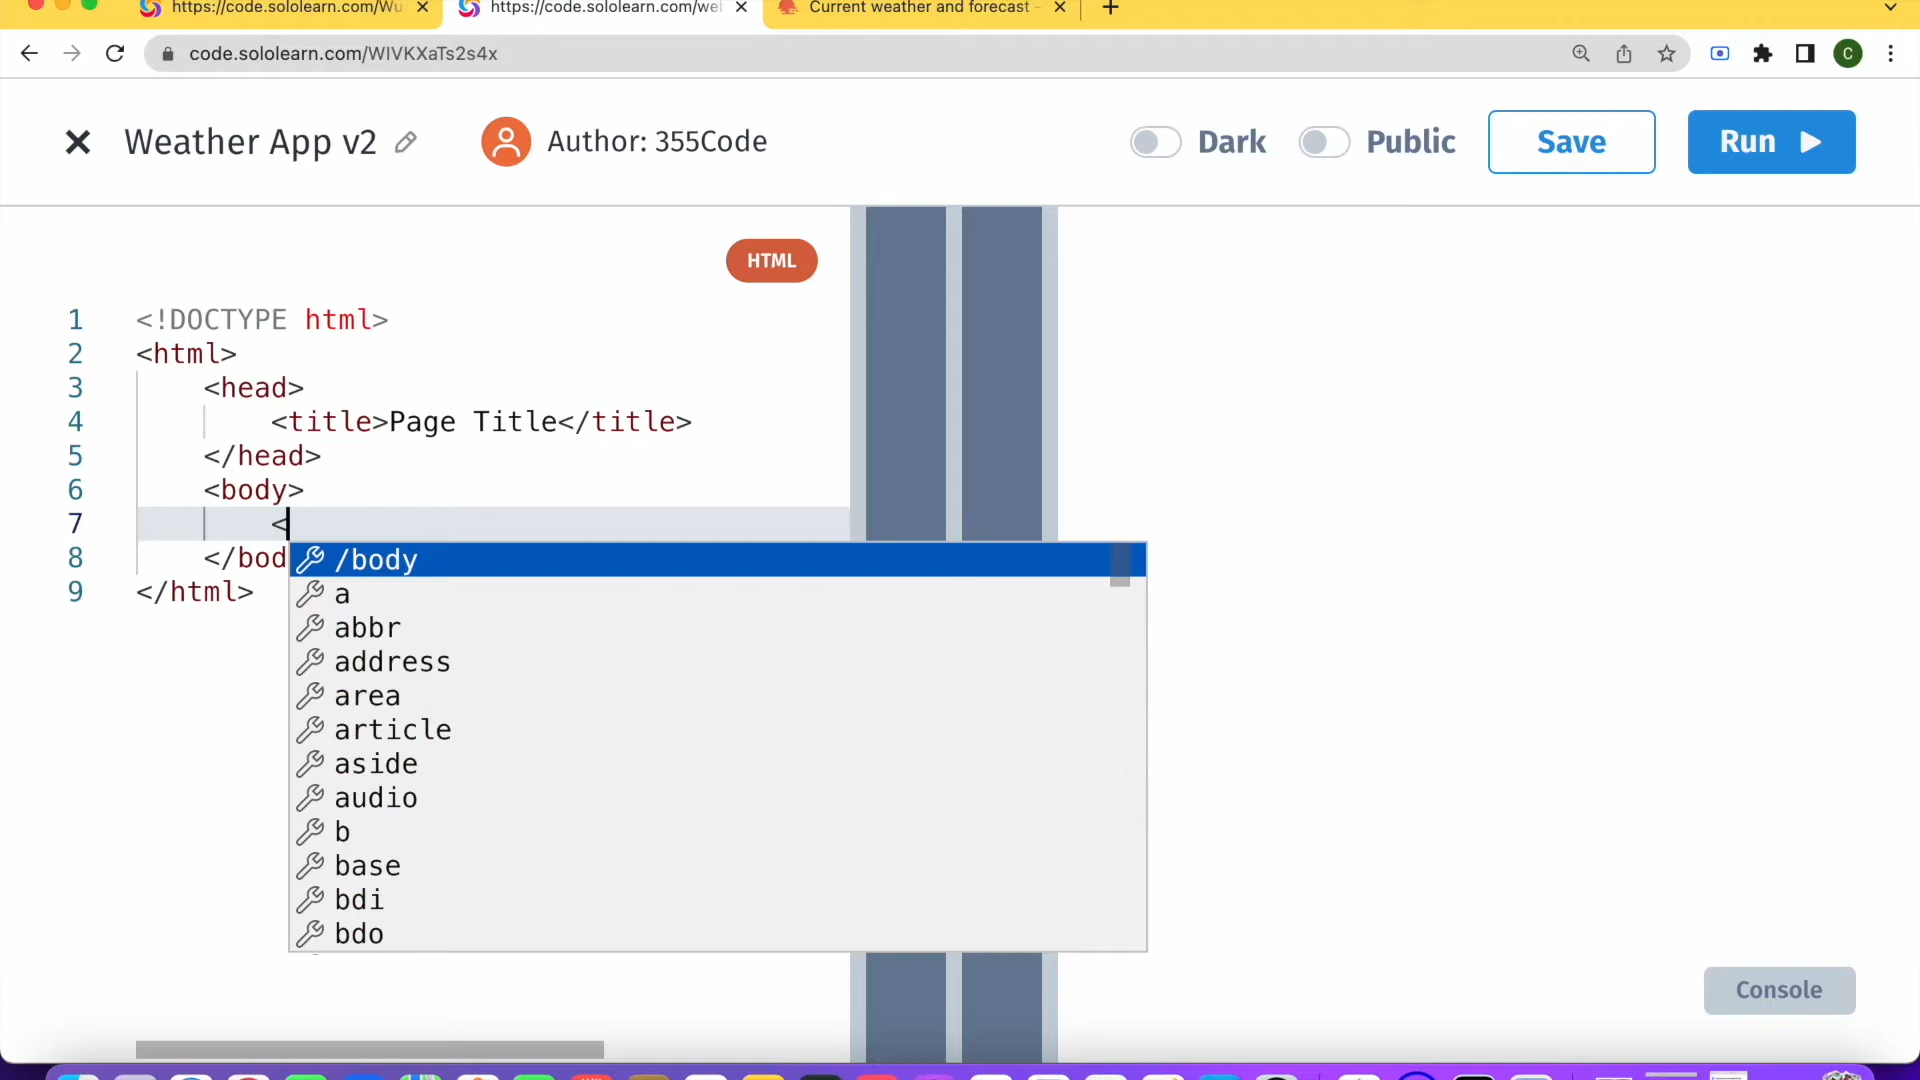 https://code.sololearn.com/Wu
https://code.sololearn.com/we
Current weather and forecast -
code.sololearn.com/WIVKXaTs2s4x
C
Weather App v2
Author: 355Code
Dark
Public
Save
Run
HTML
1 <!DOCTYPE html>
2 <html>
3 <head>
4 <title>Page Title</title>
5 </head>
6 <body>
7 <
8 </bod
9 </html>
/body
a
abbr
address
area
article
aside
audio
b
base
bdi
bdo
Console